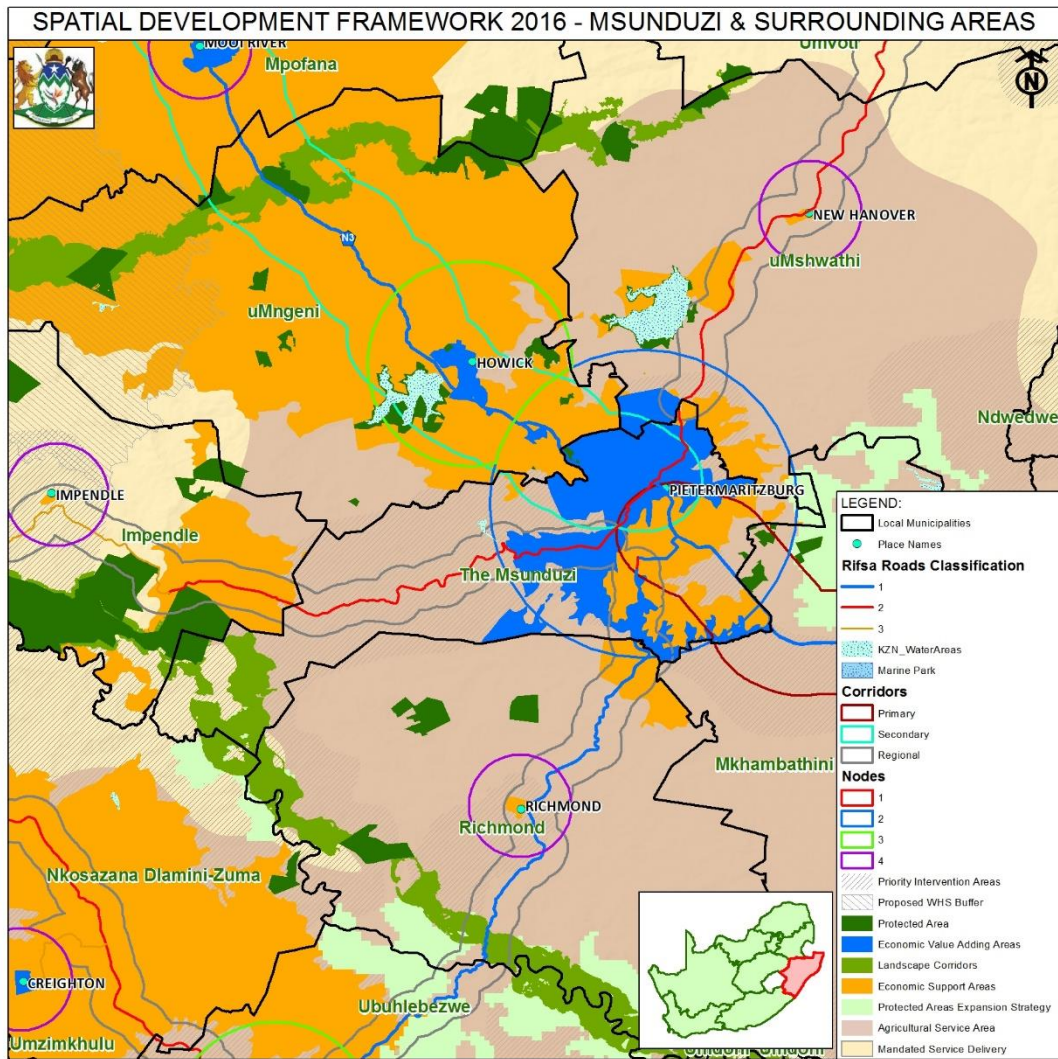 SPATIAL DEVELOPMENT FRAMEWORK 2016 - MSUNDUZI & SURROUNDING AREAS
MOOI RIVER
Mpofana
Umvoti
N
NEW HANOVER
N3
uMshwathi
uMngeni
HOWICK
Ndwedwe
PIETERMARITZBURG
IMPENDLE
Impendle
The Msunduzi
Mkhambathini
RICHMOND
Richmond
Nkosazana Dlamini-Zuma
CREIGHTON
Ubuhlebezwe
Umzimkhulu
LEGEND:
Local Municipalities
Place Names
Rifsa Roads Classification
1
2
3
KZN_WaterAreas
Marine Park
Corridors
Primary
Secondary
Regional
Nodes
1
2
3
4
Priority Intervention Areas
Proposed WHS Buffer
Protected Area
Economic Value Adding Areas
Landscape Corridors
Economic Support Areas
Protected Areas Expansion Strategy
Agricultural Service Area
Mandated Service Delivery